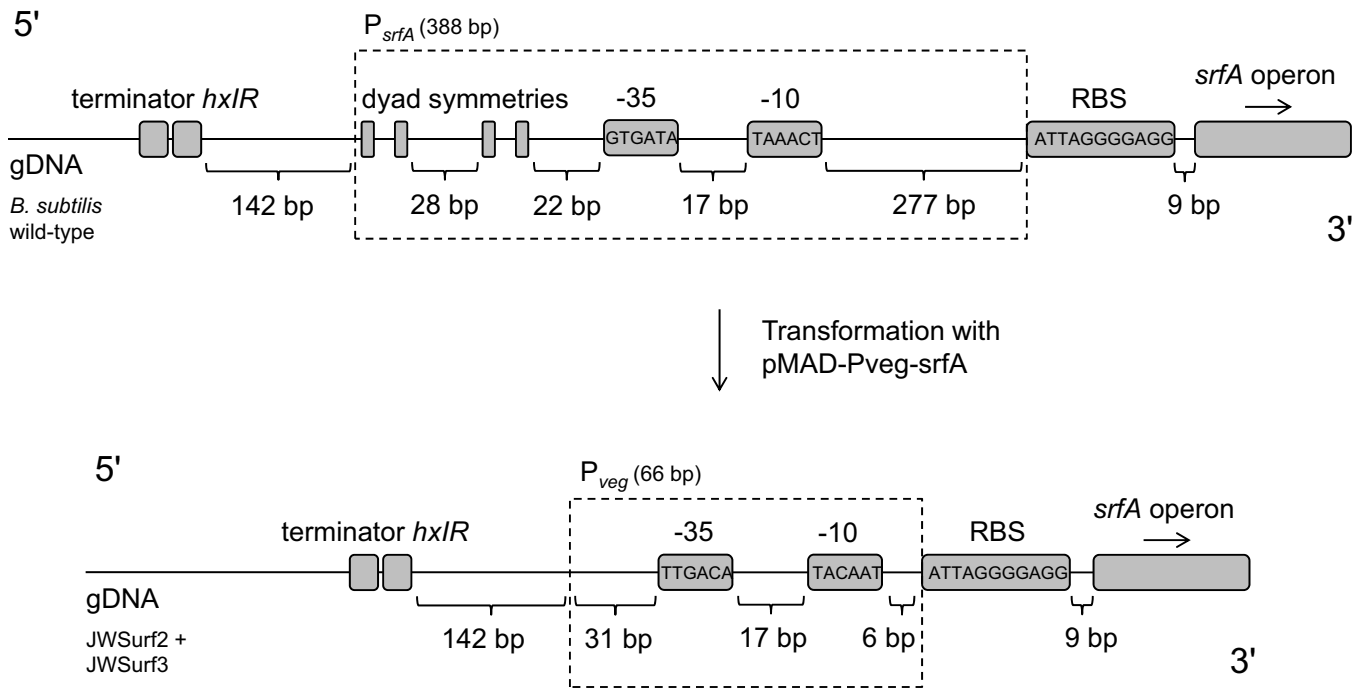 5'
P srfA (388 bp)
terminator hxlR
dyad symmetries
-35
-10
RBS
srfA operon
GTGATA
TAAACT
ATTAGGGGAGG
gDNA
B. subtilis
wild-type
142 bp
28 bp
22 bp
17 bp
277 bp
9 bp
3'
Transformation with
pMAD-Pveg-srfA
5'
P veg (66 bp)
terminator hxlR
-35
-10
RBS
srfA operon
TTGACA
TACAAT
ATTAGGGGAGG
gDNA
JWSurf2 +
JWSurf3
142 bp
31 bp
17 bp
6 bp
9 bp
3'